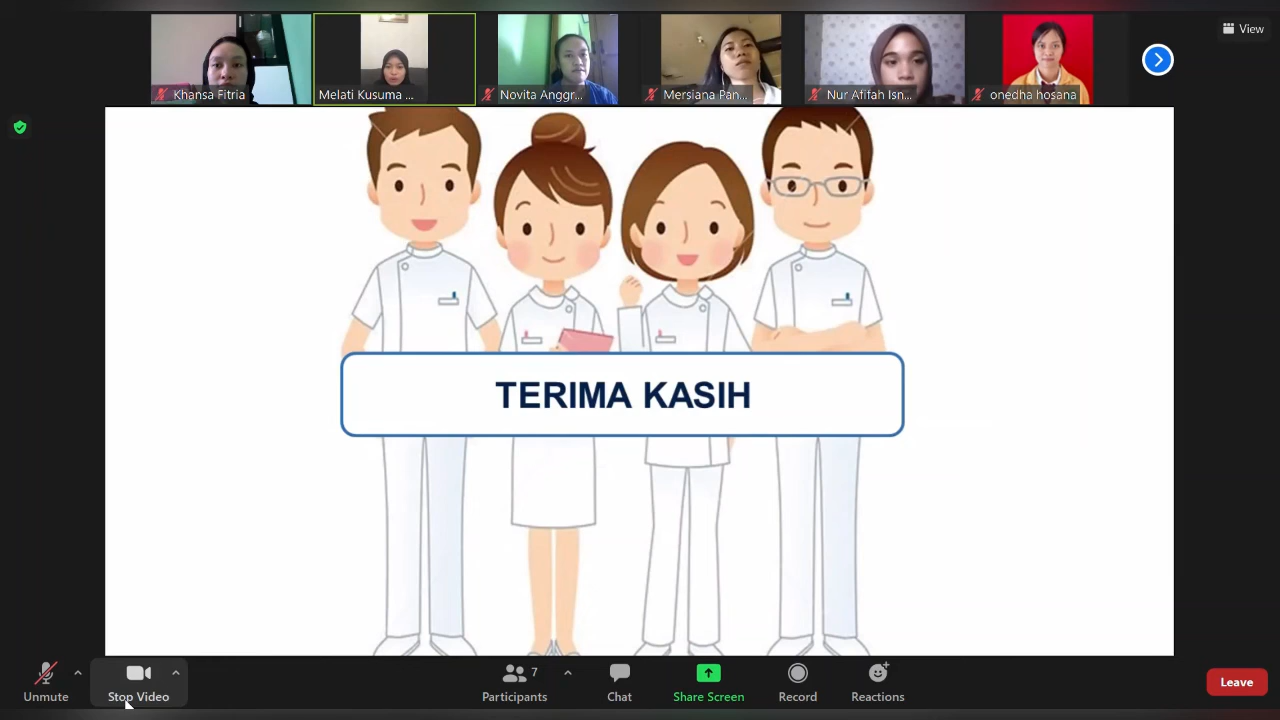 View
Khansa Fitria
Melati Kusuma ...
Novita Anggr...
Mersiana Pan...
Nur Afifah Isn...
onedha hosana
TERIMA KASIH
Unmute
Stop Video
Participants
7
Chat
Share Screen
Record
Reactions
Leave